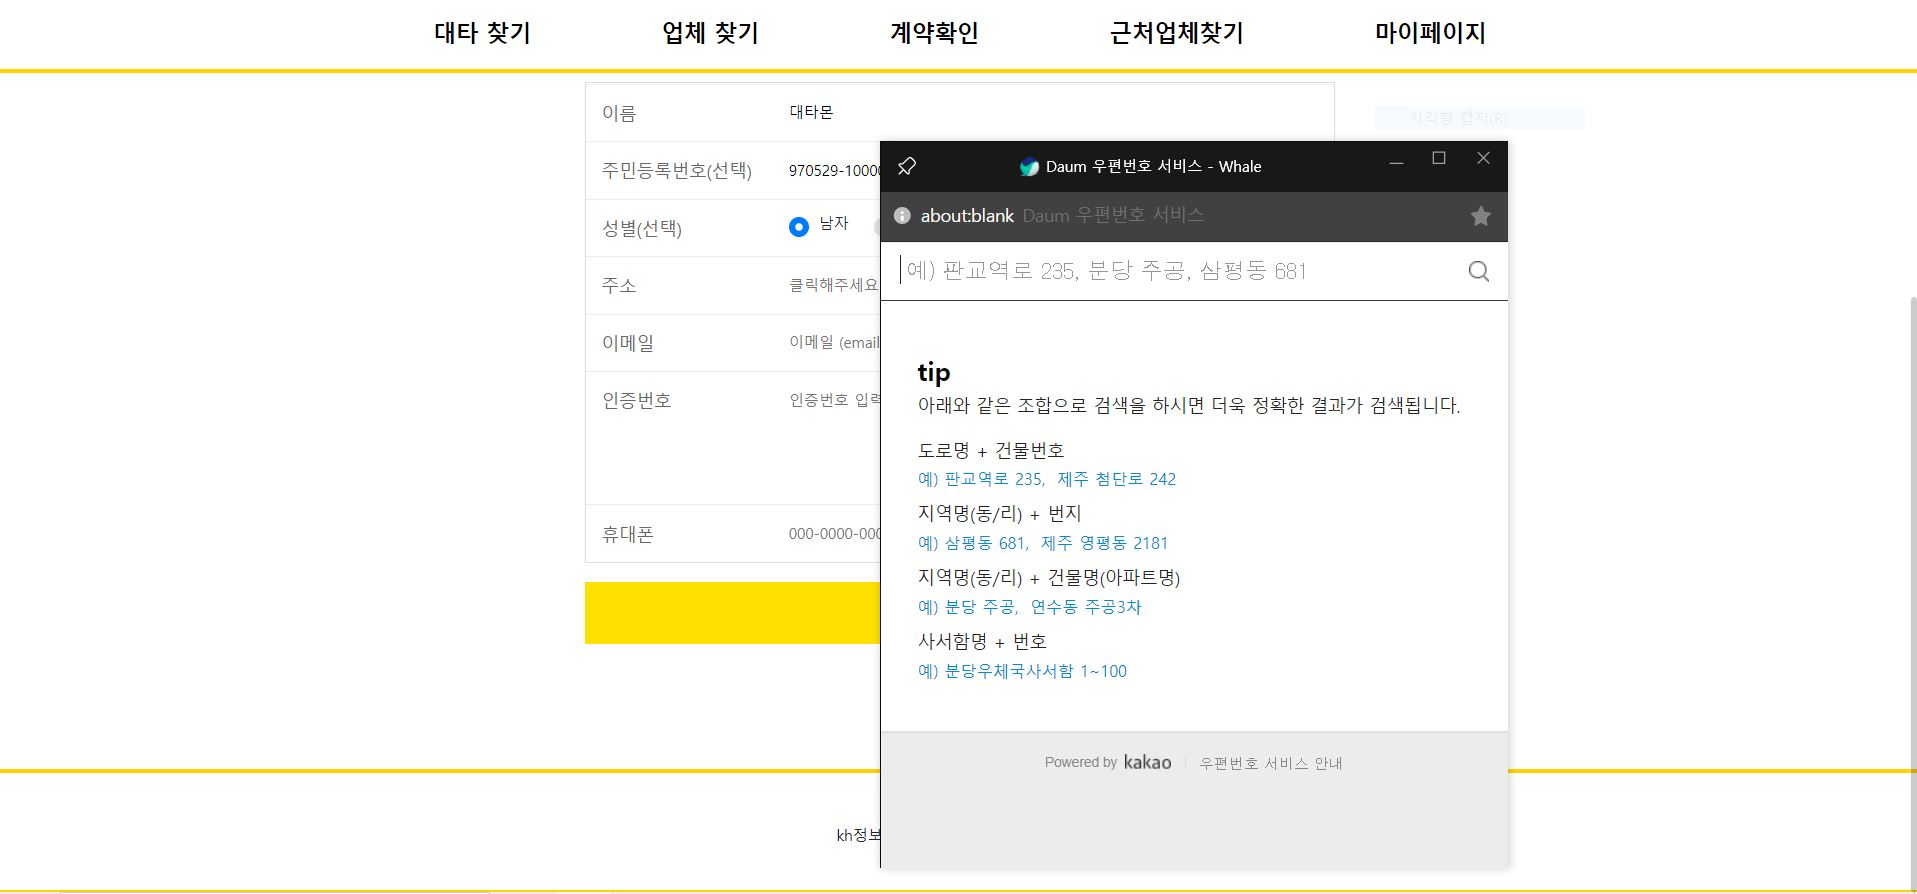 대타 찾기 업체 찾기 계약확인 근처업체찾기 마이페이지
이름 대타몬
사각형 캡처(R)
주민등록번호(선택) 970529-1000
성별(선택) 남자
주소 클릭해주세요
이메일 이메일 (email
인증번호 인증번호 입력
휴대폰 000-0000-000
Daum 우편번호 서비스 - Whale
about:blank Daum 우편번호 서비스
예) 판교역로 235, 분당 주공, 삼평동 681
tip
아래와 같은 조합으로 검색을 하시면 더욱 정확한 결과가 검색됩니다.
도로명 + 건물번호
예) 판교역로 235, 제주 첨단로 242
지역명(동/리) + 번지
예) 삼평동 681, 제주 영평동 2181
지역명(동/리) + 건물명(아파트명)
예) 분당 주공, 연수동 주공3차
사서함명 + 번호
예) 분당우체국사서함 1~100
Powered by kakao 우편번호 서비스 안내
kh정보